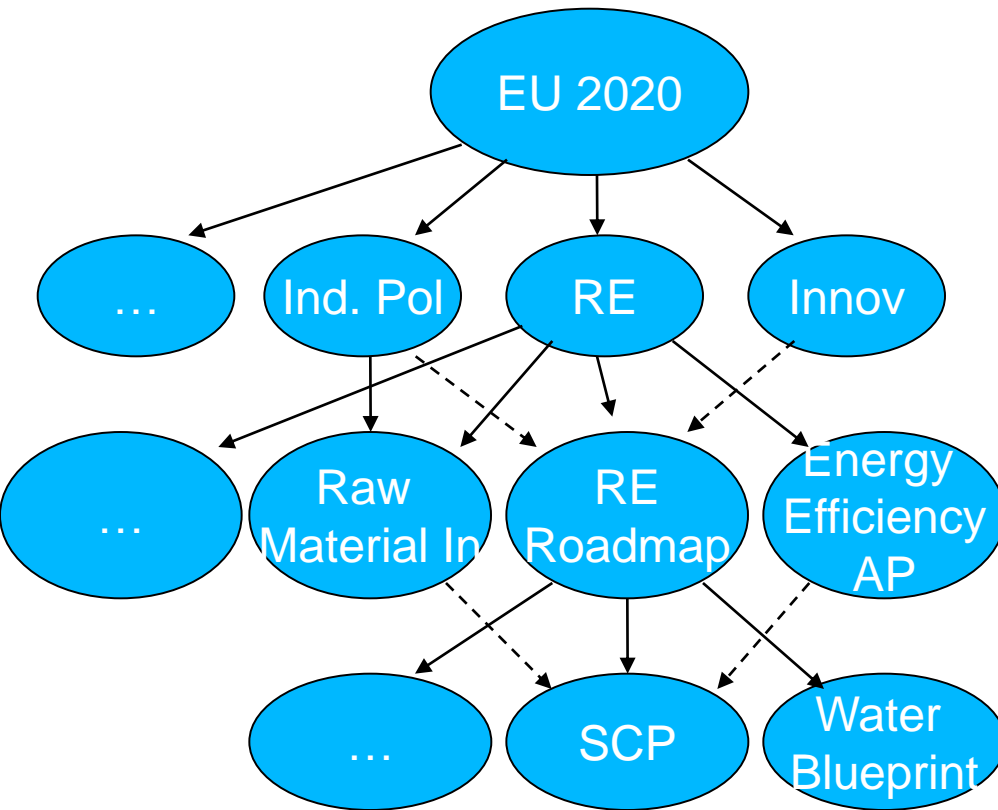 EU 2020
...
Ind. Pol
RE
Innov
...
Raw
Material In
RE
Roadmap
Energy
Efficiency
AP
...
SCP
Water
Blueprint